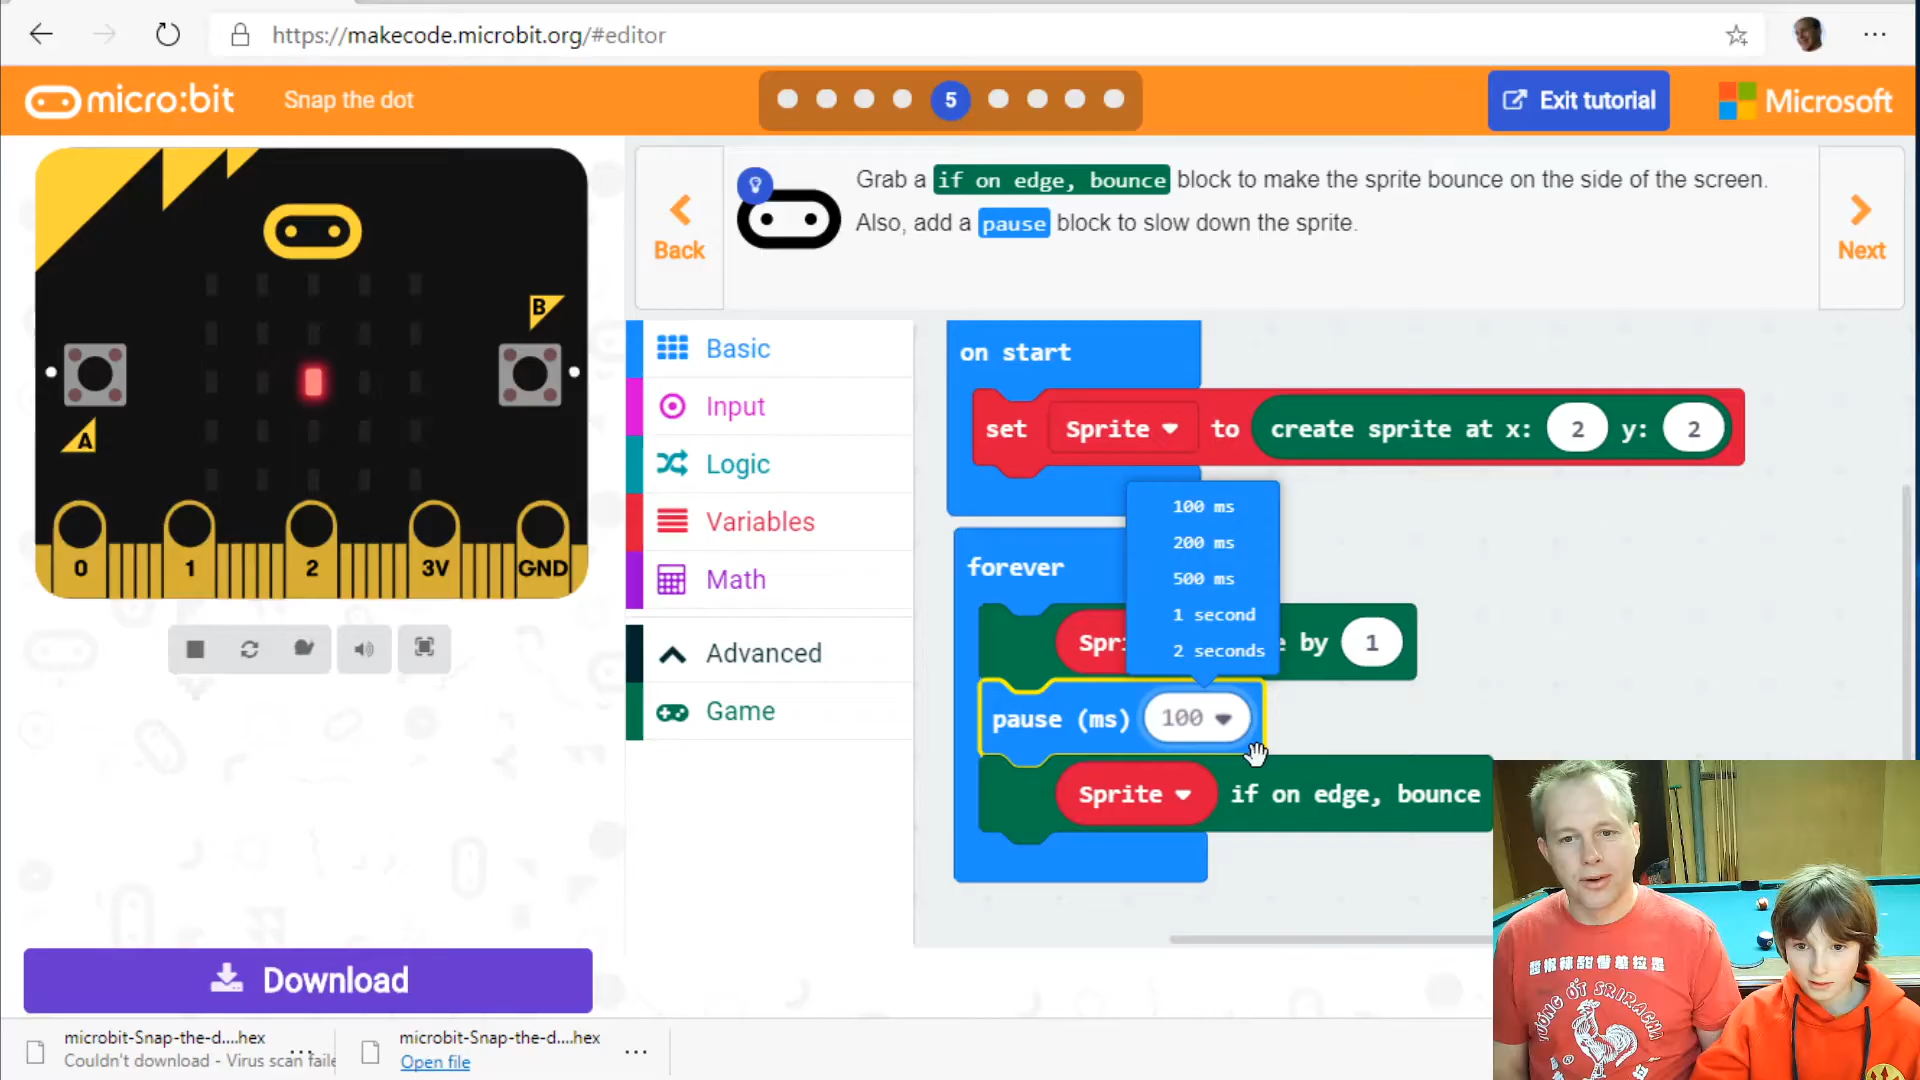 https://makecode.microbit.org/#editor
micro:bit
Snap the dot
5
Exit tutorial
Microsoft
Back
Grab a if on edge, bounce block to make the sprite bounce on the side of the screen.
Also, add a pause block to slow down the sprite.
Next
B
A
0
1
2
3V
GND
Basic
Input
Logic
Variables
Math
Advanced
Game
on start
set Sprite to create sprite at x: 2 y: 2
100 ms
200 ms
500 ms
1 second
2 seconds
forever
by 1
pause (ms) 100
Sprite if on edge, bounce
Download
microbit-Snap-the-d....hex
Couldn't download - Virus scan
microbit-Snap-the-d....hex
Open file
SRIRACHA